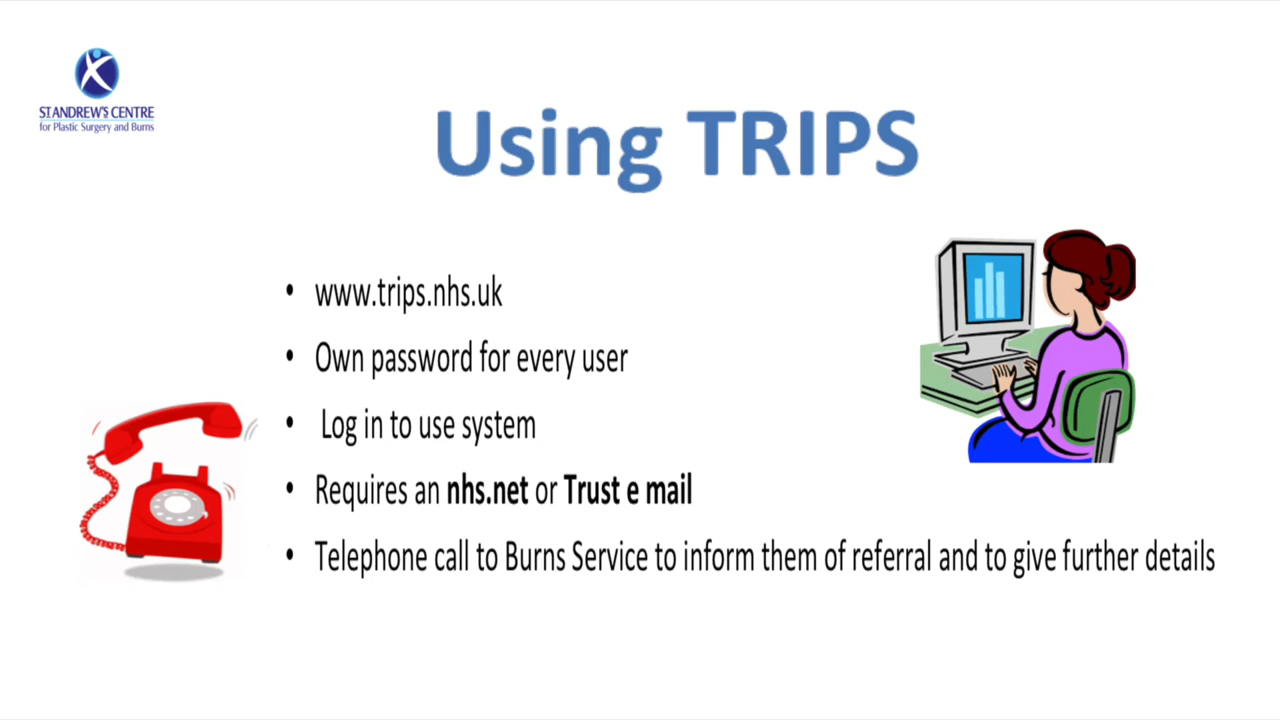 ST ANDREW'S CENTRE
for Plastic Surgery and Burns
Using TRIPS
• www.trips.nhs.uk
• Own password for every user
• Log in to use system
• Requires an nhs.net or Trust e mail
• Telephone call to Burns Service to inform them of referral and to give further details